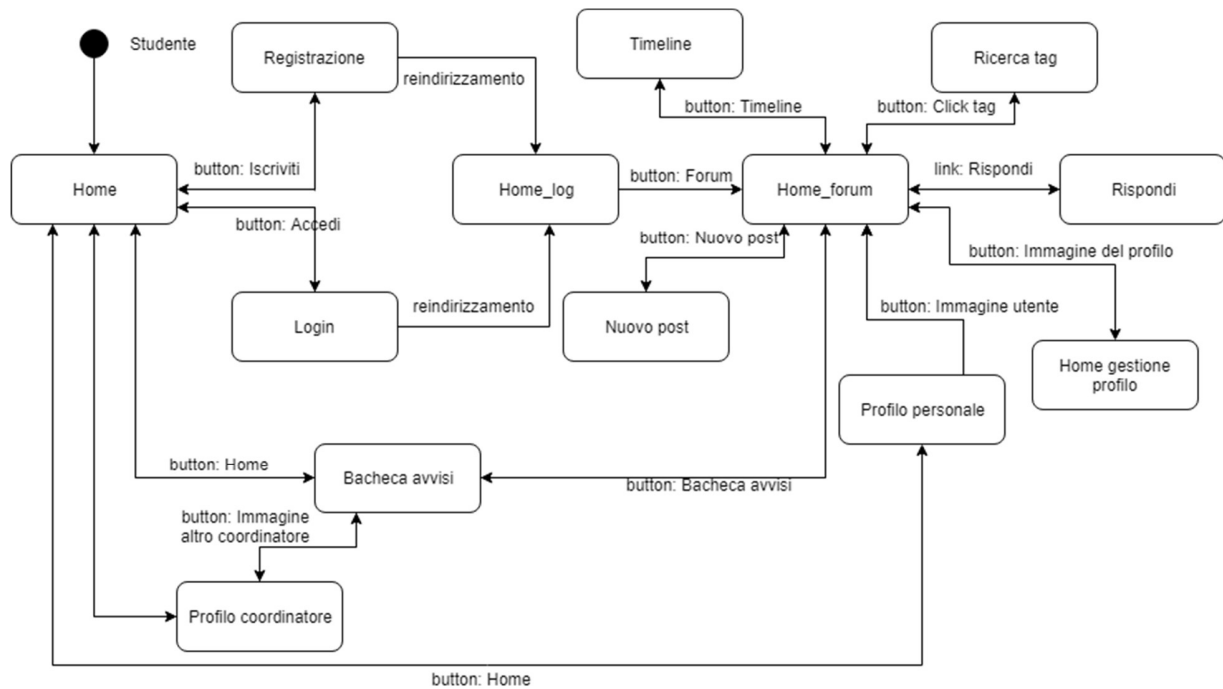 Studente
Registrazione
Timeline
Ricerca tag
reindirizzamento
button: Timeline
button: Click tag
button: Iscriviti
Home
Home_log
button: Forum
Home_forum
link: Rispondi
Rispondi
button: Accedi
button: Nuovo post
button: Immagine del profilo
reindirizzamento
button: Immagine utente
Login
Nuovo post
Home gestione
profilo
Profilo personale
button: Home
Bacheca avvisi
button: Bacheca avvisi
button: Immagine
altro coordinatore
Profilo coordinatore
button: Home